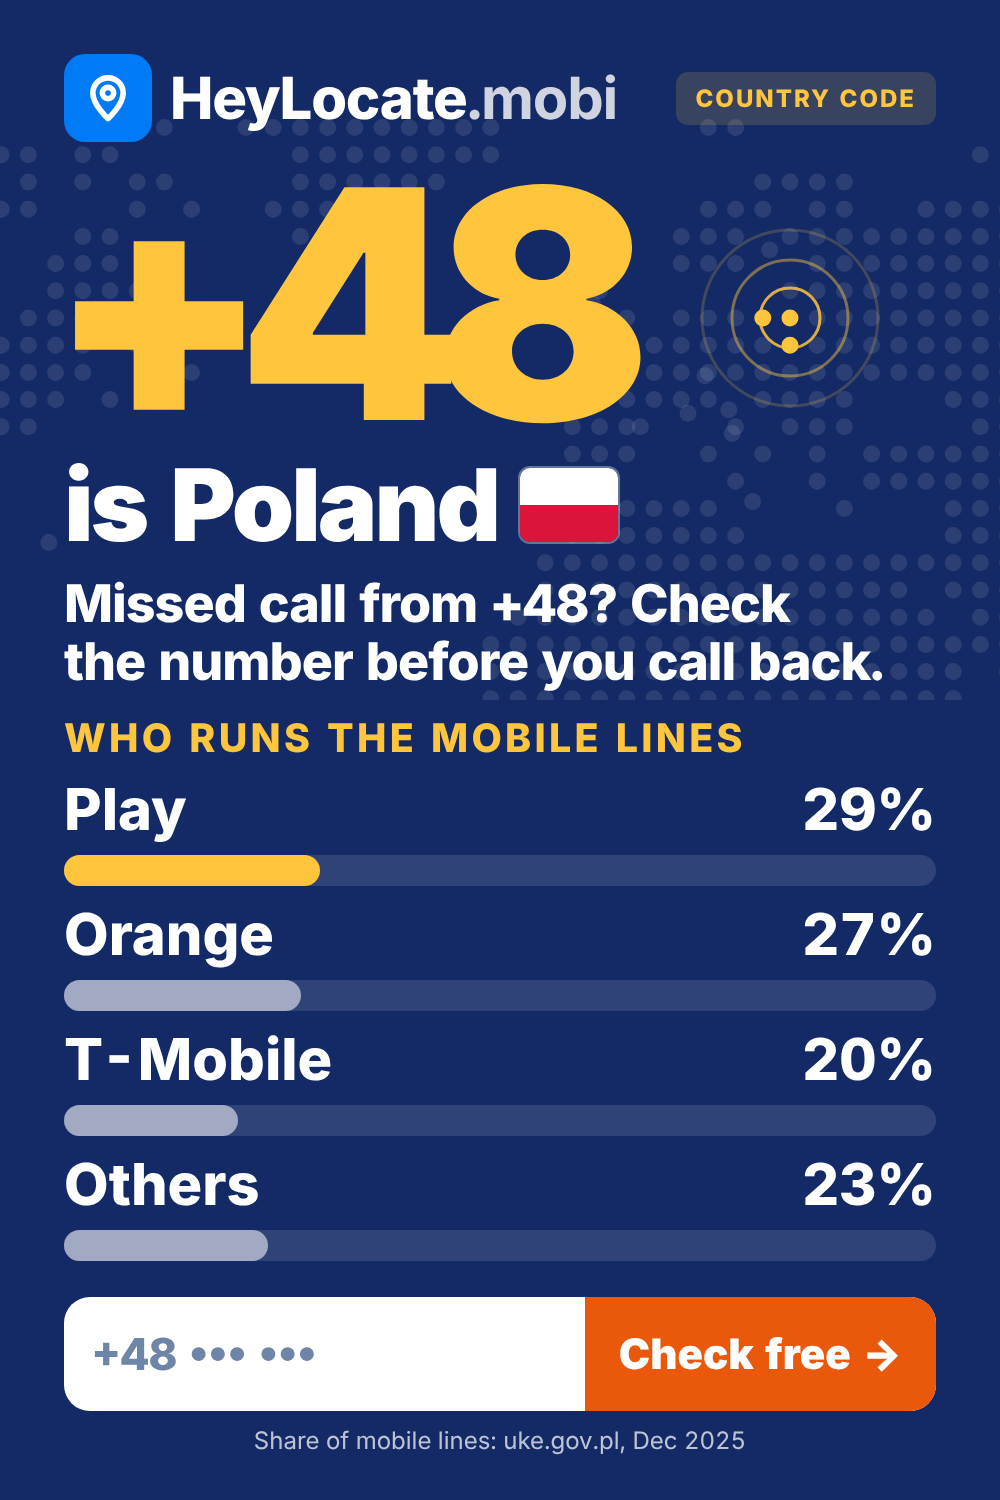 HeyLocate.mobi
COUNTRY CODE
+48
is Poland
Missed call from +48? Check
the number before you call back.
WHO RUNS THE MOBILE LINES
Play 29%
Orange 27%
T-Mobile 20%
Others 23%
+48 ••• •••
Check free →
Share of mobile lines: uke.gov.pl, Dec 2025